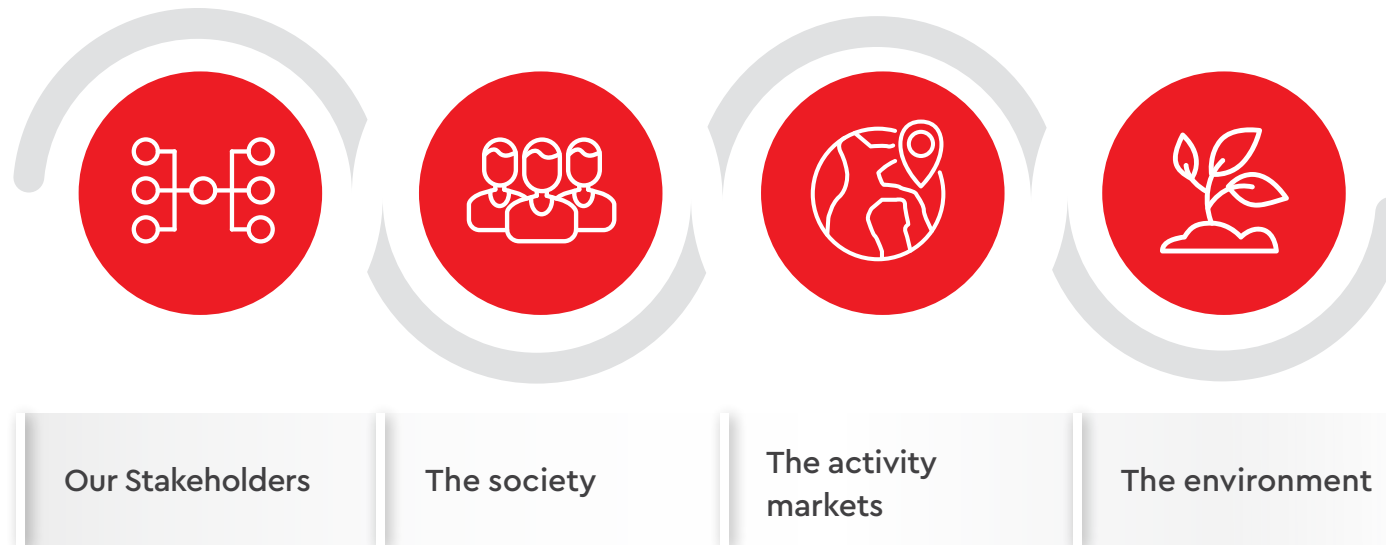 Our Stakeholders
The society
The activity
markets
The environment